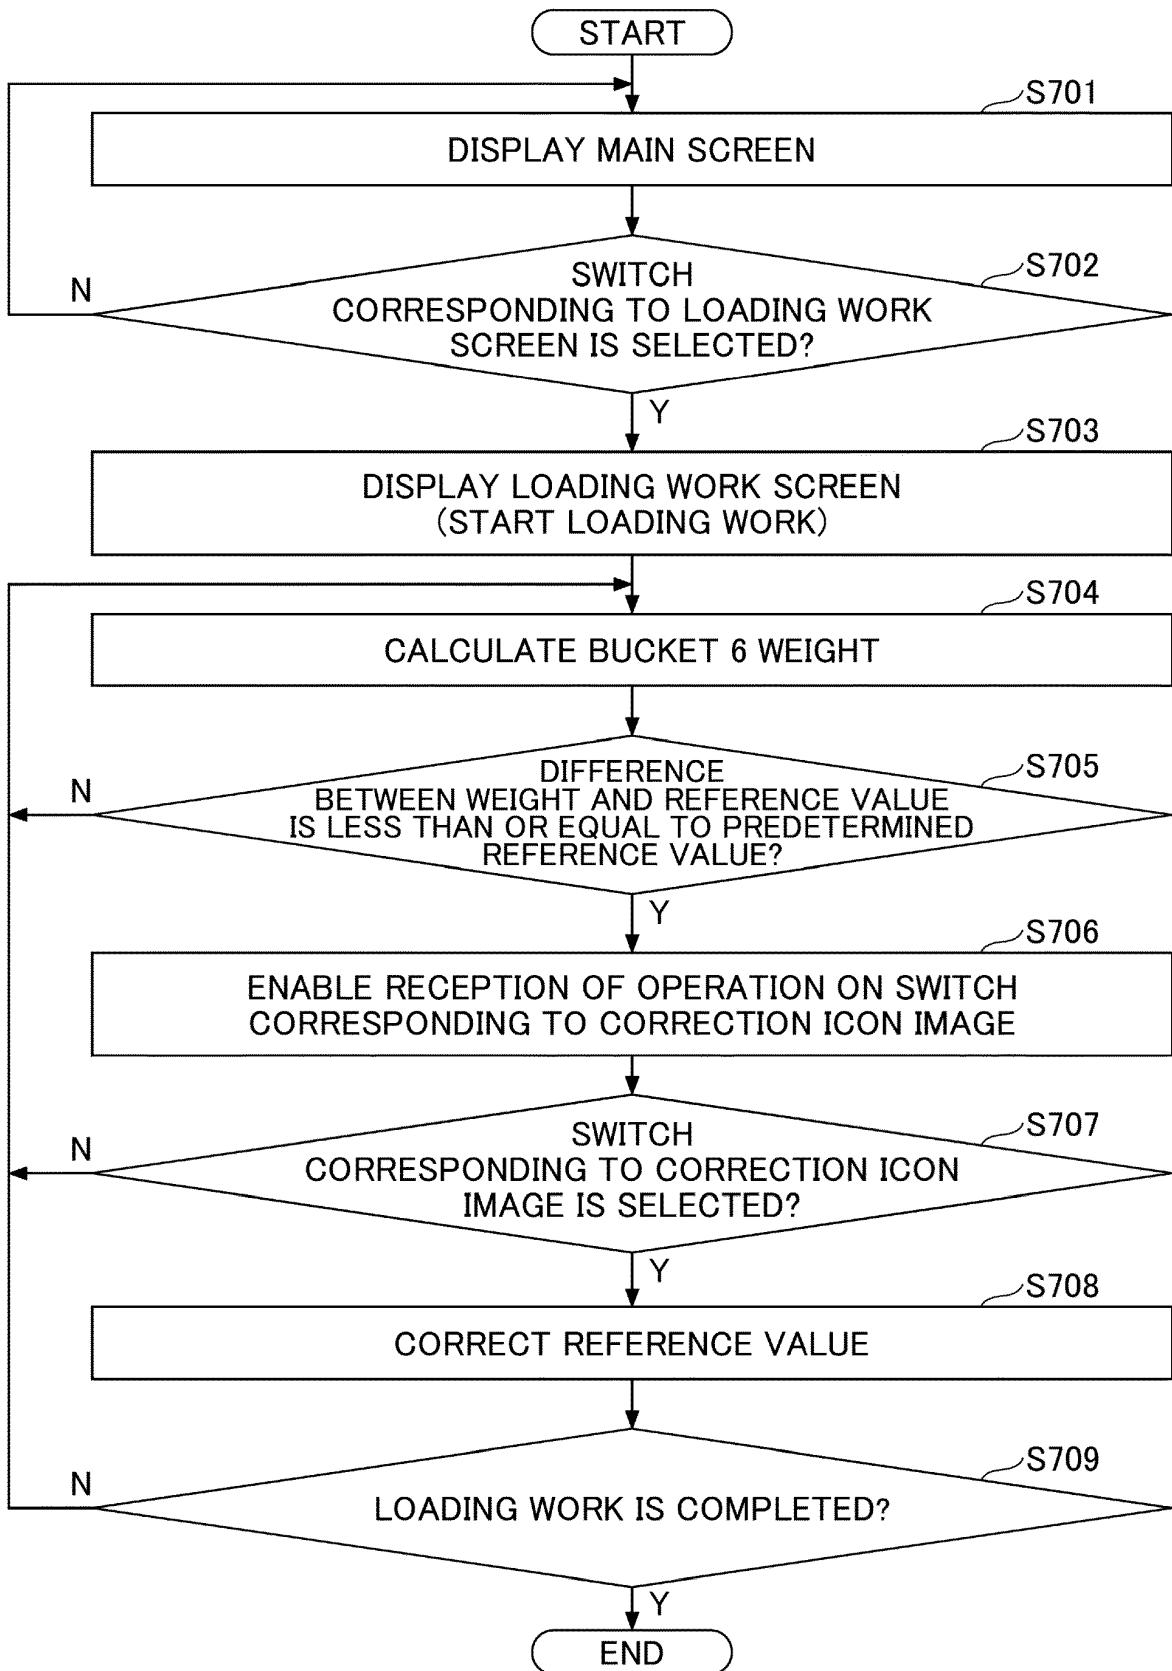 START
S701
DISPLAY MAIN SCREEN
S702
N
SWITCH
CORRESPONDING TO LOADING WORK
SCREEN IS SELECTED?
Y
S703
DISPLAY LOADING WORK SCREEN
(START LOADING WORK)
S704
CALCULATE BUCKET 6 WEIGHT
S705
N
DIFFERENCE
BETWEEN WEIGHT AND REFERENCE VALUE
IS LESS THAN OR EQUAL TO PREDETERMINED
REFERENCE VALUE?
Y
S706
ENABLE RECEPTION OF OPERATION ON SWITCH
CORRESPONDING TO CORRECTION ICON IMAGE
S707
N
SWITCH
CORRESPONDING TO CORRECTION ICON
IMAGE IS SELECTED?
Y
S708
CORRECT REFERENCE VALUE
S709
N
LOADING WORK IS COMPLETED?
Y
END